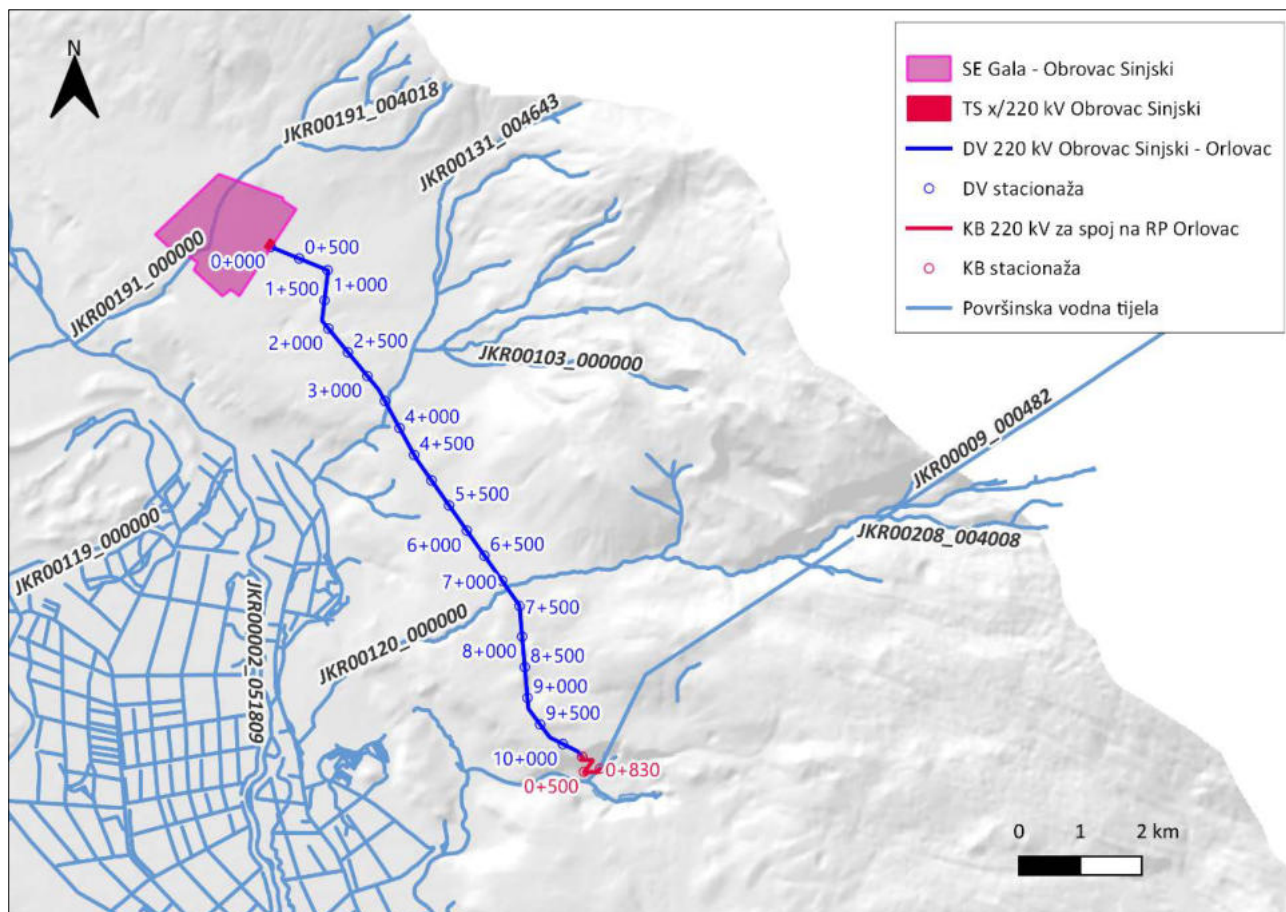 N
SE Gala - Obrovac Sinjski
TS x/220 kV Obrovac Sinjski
DV 220 kV Obrovac Sinjski - Orlovac
DV stacionaža
KB 220 kV za spoj na RP Orlovac
KB stacionaža
Površinska vodna tijela
JKR00191_004018
JKR00131_004643
JKR00191_000000
0+000
0+500
1+000
1+500
2+000
2+500
3+000
JKR00103_000000
4+000
4+500
JKR00009_000482
5+500
JKR00119_000000
6+000
6+500
JKR00208_004008
7+000
7+500
JKR00002_051809
JKR00120_000000
8+000
8+500
9+000
9+500
10+000
0+830
0+500
0 1 2 km